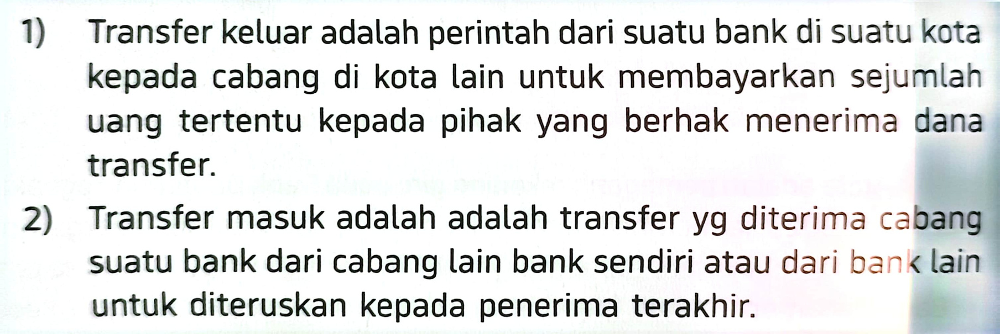 1) Transfer keluar adalah perintah dari suatu bank di suatu kota
kepada cabang di kota lain untuk membayarkan sejumlah
uang tertentu kepada pihak yang berhak menerima dana
transfer.
2) Transfer masuk adalah adalah transfer yg diterima cabang
suatu bank dari cabang lain bank sendiri atau dari bank lain
untuk diteruskan kepada penerima terakhir.